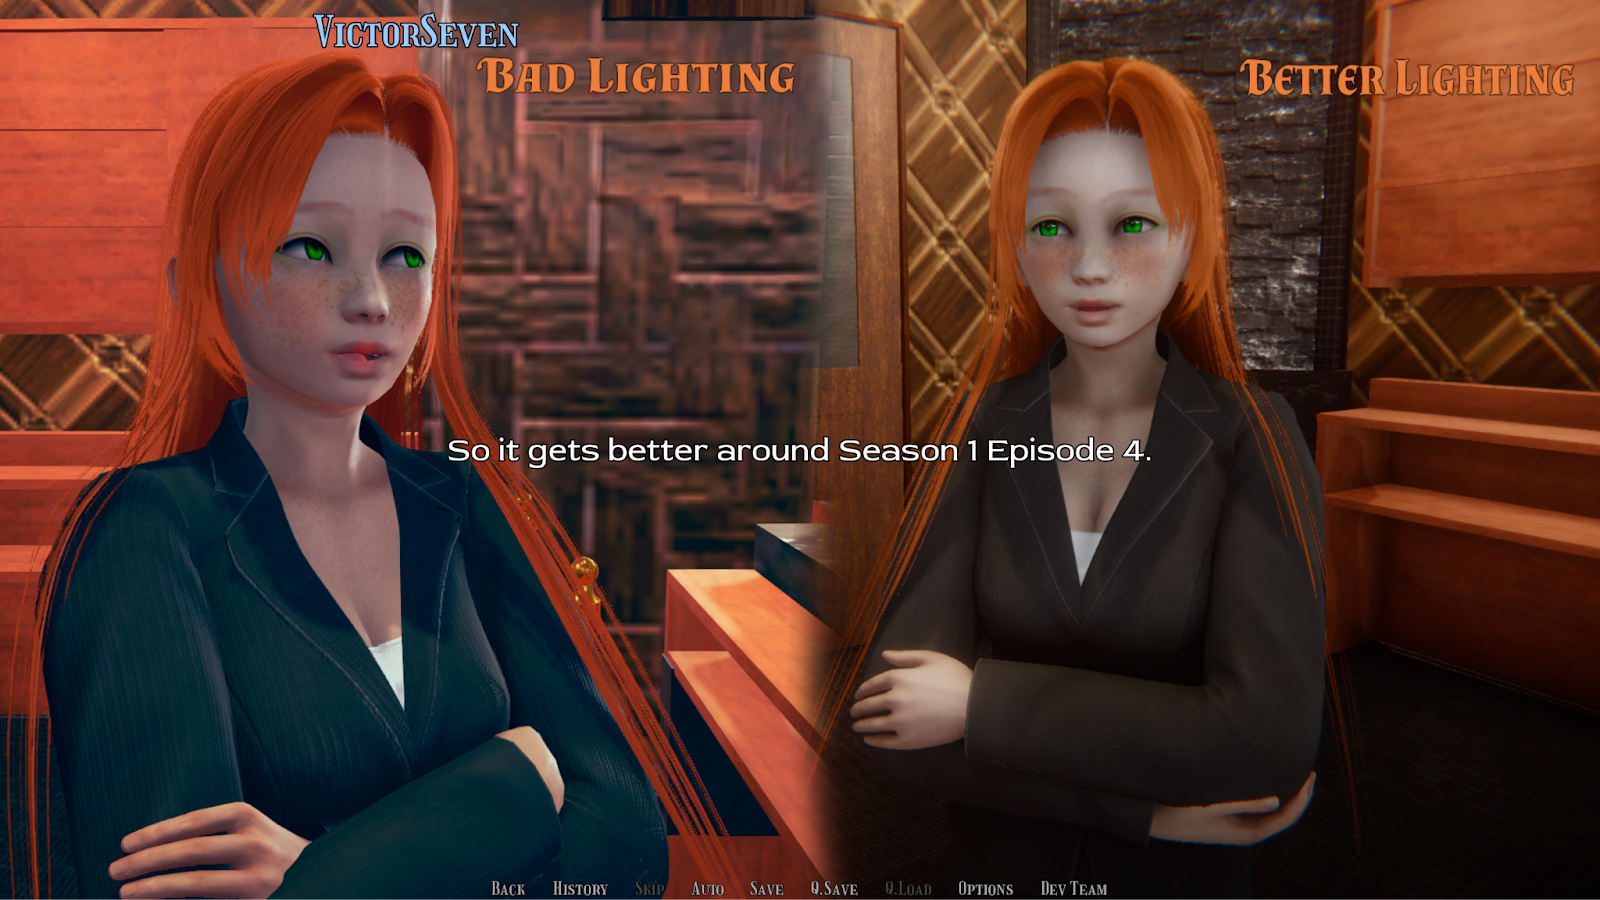 VictorSeven
Bad Lighting
Better Lighting
So it gets better around Season 1 Episode 4.
Back History Skip Auto Save Q.Save Q.Load Options Dev Team